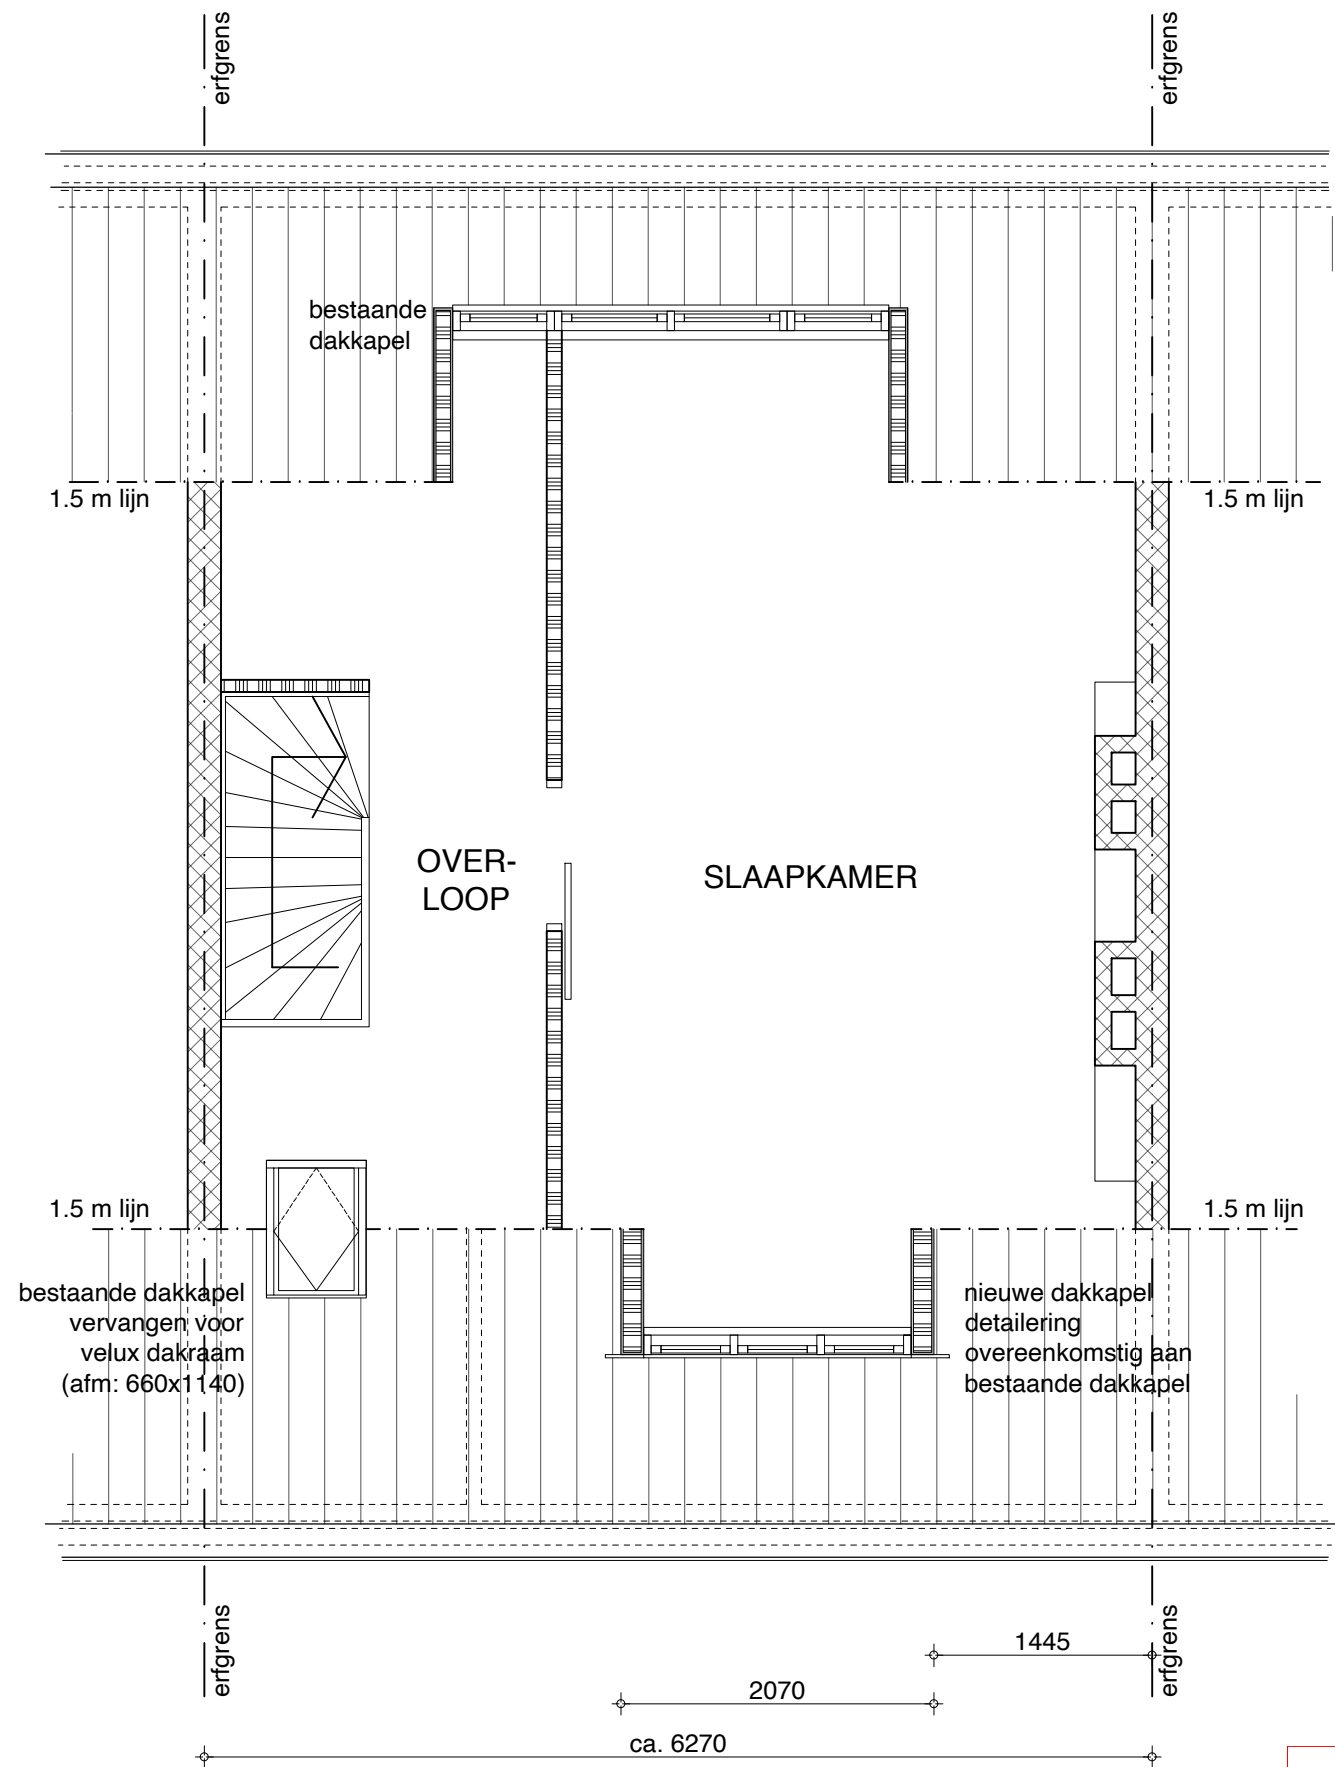 erfgrens
erfgrens
bestaande
dakkapel
1.5 m lijn
1.5 m lijn
OVER-
LOOP
SLAAPKAMER
1.5 m lijn
1.5 m lijn
bestaande dakkapel
vervangen voor
velux dakraam
(afm: 660x1140)
nieuwe dakkapel
detailering
overeenkomstig aan
bestaande dakkapel
erfgrens
erfgrens
1445
2070
ca. 6270